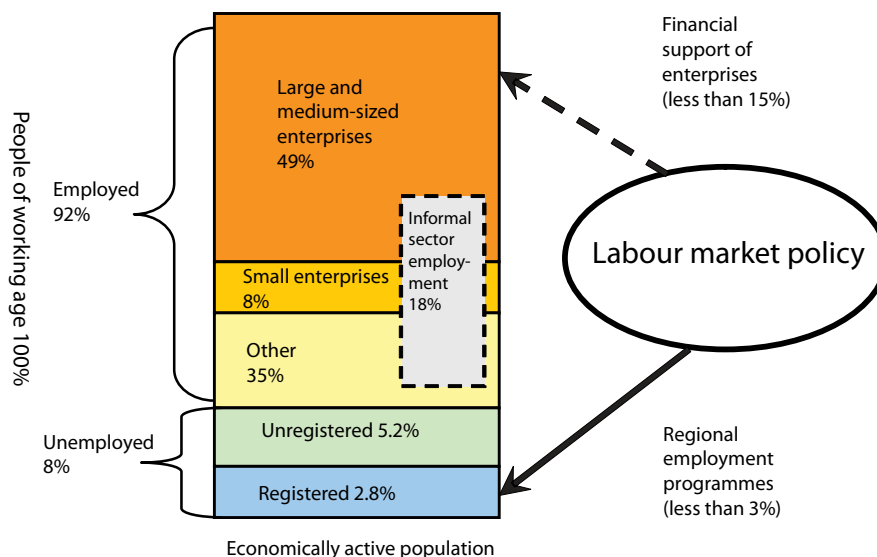 People of working age 100%
Employed
92%
Unemployed
8%
Large and
medium-sized
enterprises
49%
Informal
sector
employ-
ment
18%
Small enterprises
8%
Other
35%
Unregistered 5.2%
Registered 2.8%
Economically active population
Financial
support of
enterprises
(less than 15%)
Labour market policy
Regional
employment
programmes
(less than 3%)